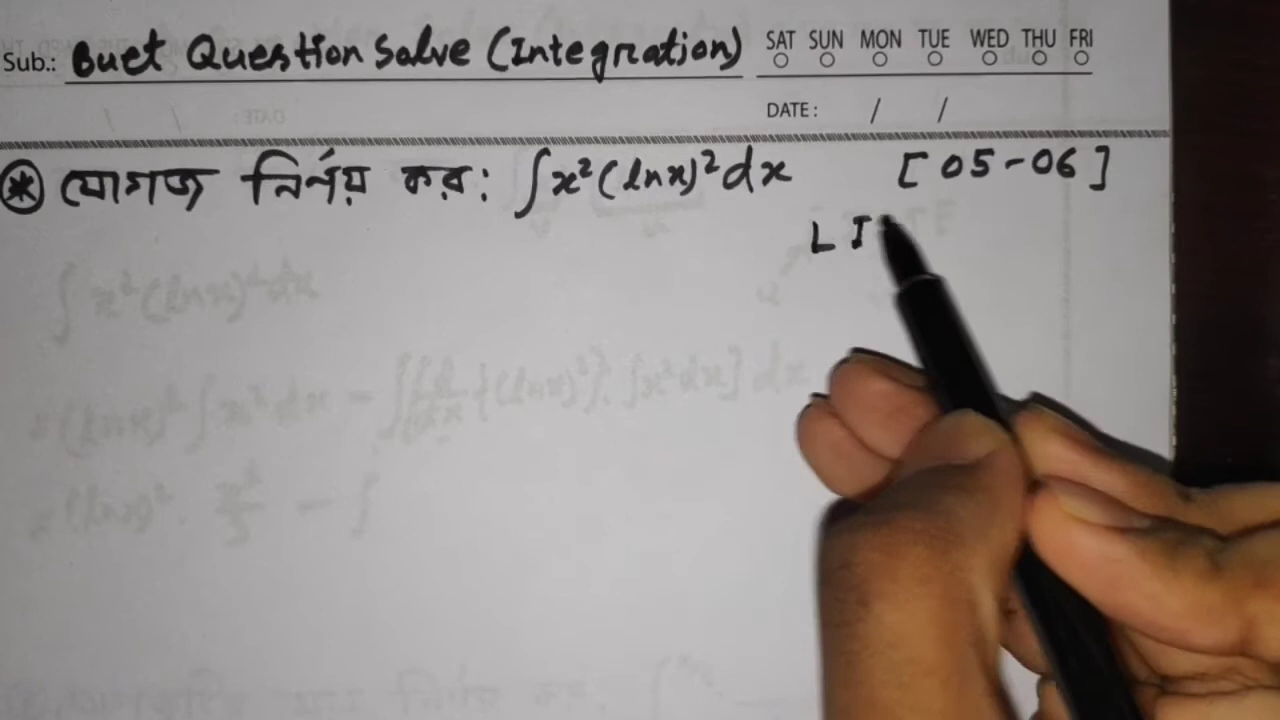 Sub.: Buet Question Solve (Integration) SAT SUN MON TUE WED THU FRI
DATE: / /
যোগজ নির্ণয় কর: ∫x²(lnx)²dx [05-06]
L I